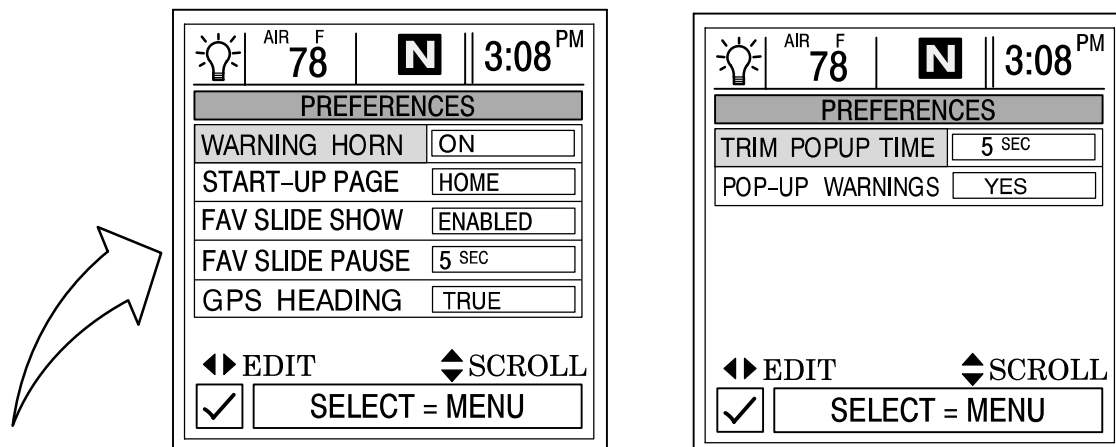 AIR F 78 N 3:08 PM
PREFERENCES
WARNING HORN ON
START–UP PAGE HOME
FAV SLIDE SHOW ENABLED
FAV SLIDE PAUSE 5 SEC
GPS HEADING TRUE
EDIT SCROLL
SELECT = MENU
AIR F 78 N 3:08 PM
PREFERENCES
TRIM POPUP TIME 5 SEC
POP–UP WARNINGS YES
EDIT SCROLL
SELECT = MENU